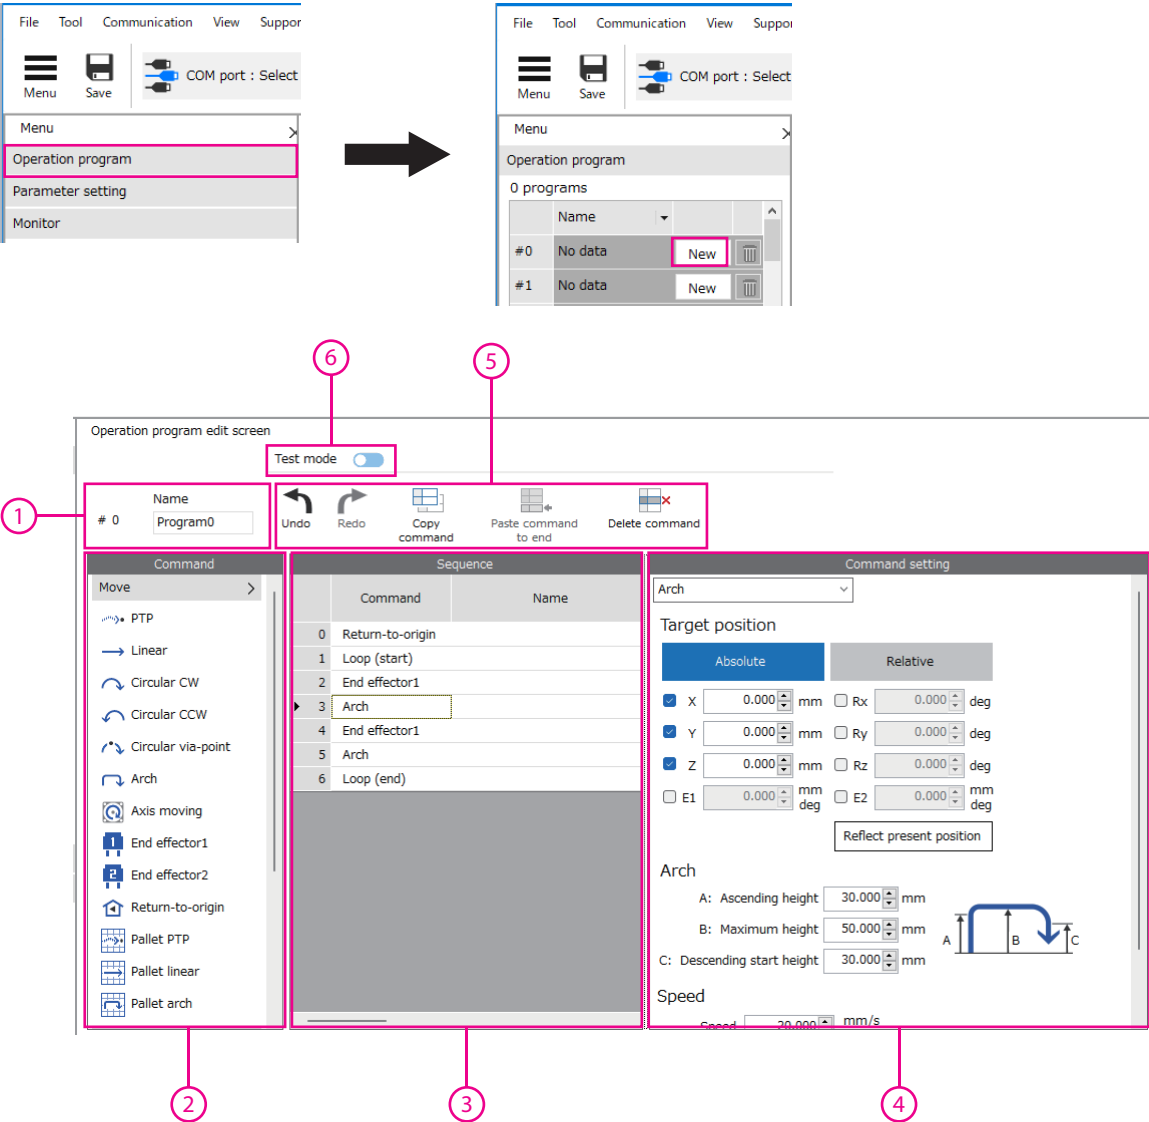 File Tool Communication View Suppor
Menu Save COM port : Select
Menu
Operation program
Parameter setting
Monitor
File Tool Communication View Suppor
Menu Save COM port : Select
Menu
Operation program
0 programs
Name
#0 No data New
#1 No data New
6 5
Operation program edit screen
Test mode
1
Name
# 0 Program0
Undo Redo Copy command Paste command to end Delete command
Command
Move
PTP
Linear
Circular CW
Circular CCW
Circular via-point
Arch
Axis moving
1 End effector1
2 End effector2
Return-to-origin
Pallet PTP
Pallet linear
Pallet arch
Sequence
Command Name
0 Return-to-origin
1 Loop (start)
2 End effector1
3 Arch
4 End effector1
5 Arch
6 Loop (end)
Command setting
Arch
Target position
Absolute Relative
X 0.000 mm Rx 0.000 deg
Y 0.000 mm Ry 0.000 deg
Z 0.000 mm Rz 0.000 deg
E1 0.000 mm deg E2 0.000 mm deg
Reflect present position
Arch
A: Ascending height 30.000 mm
B: Maximum height 50.000 mm
C: Descending start height 30.000 mm
A B C
Speed
Speed 20.000 mm/s
2 3 4